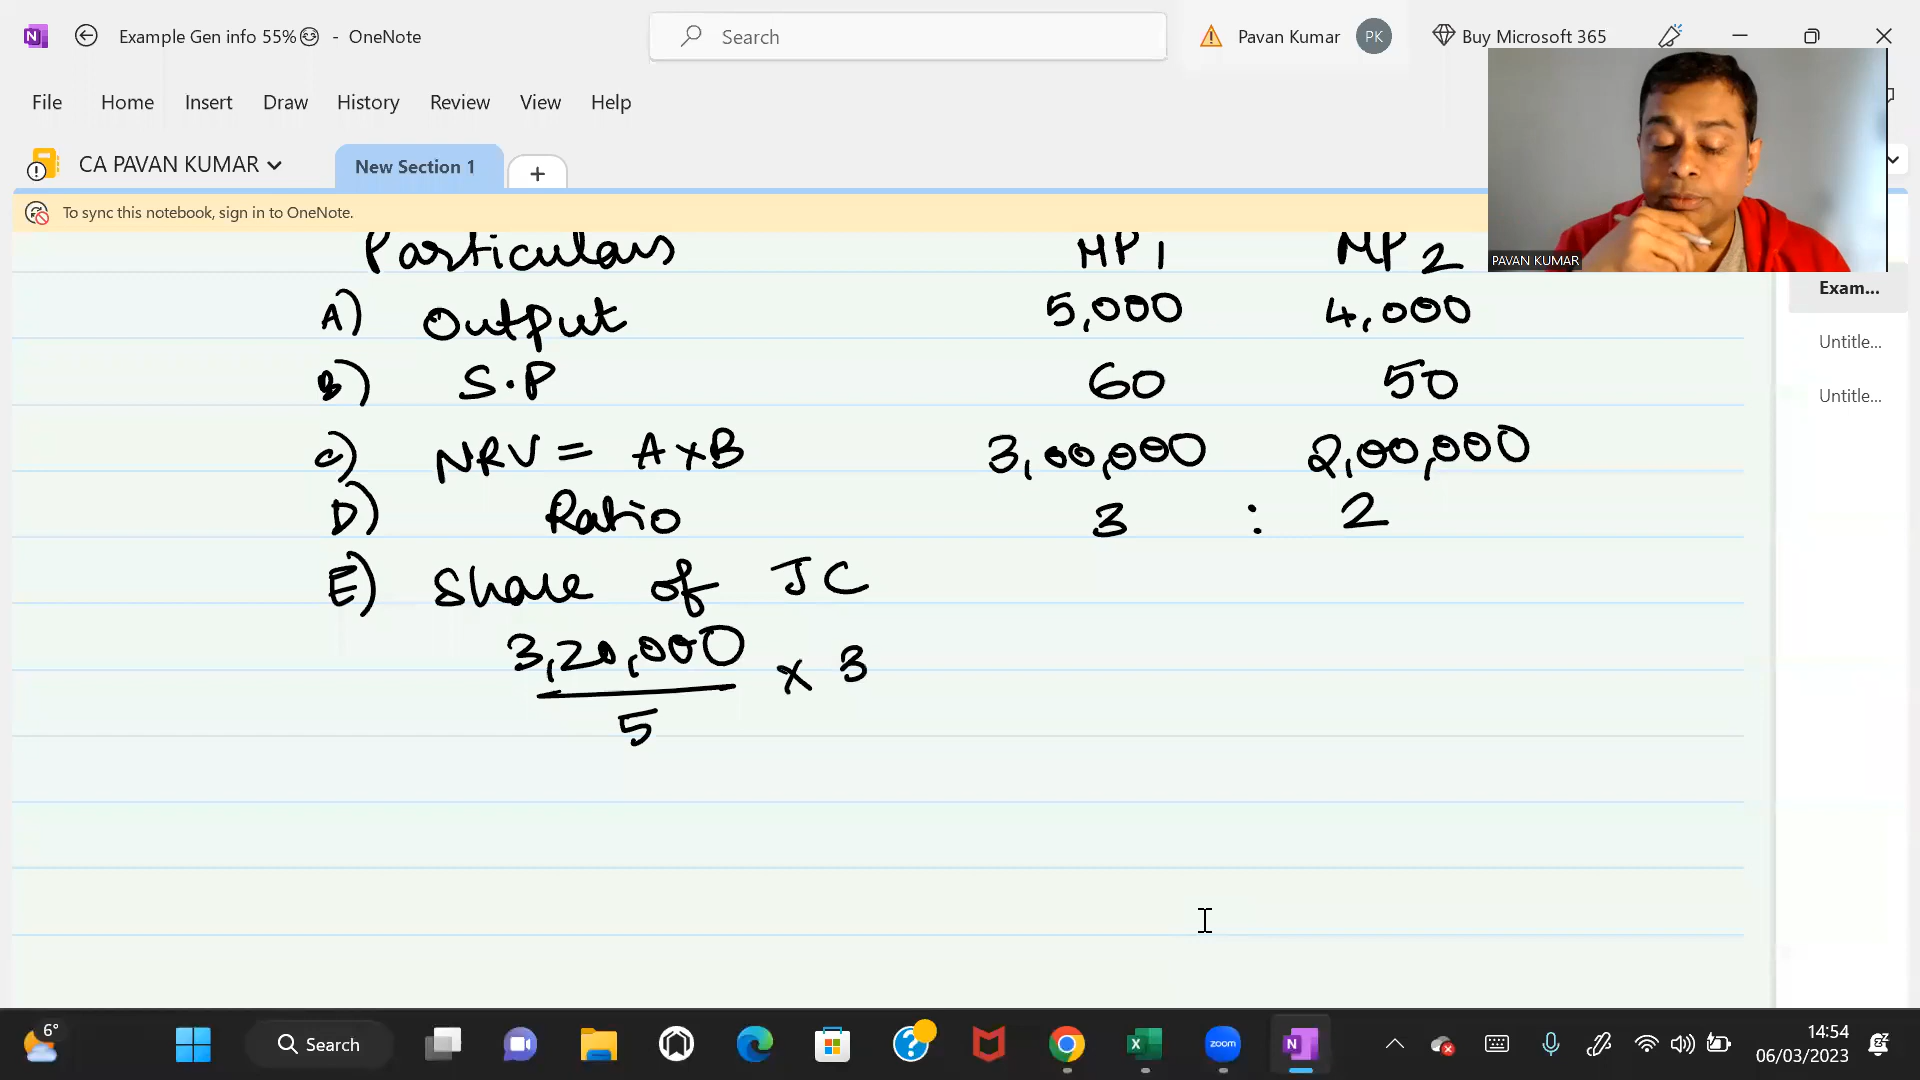 Example Gen info 55%😊 - OneNote
Search
Pavan Kumar
PK
Buy Microsoft 365
File Home Insert Draw History Review View Help
CA PAVAN KUMAR
New Section 1
+
To sync this notebook, sign in to OneNote.
PAVAN KUMAR
Exam...
Untitle...
Untitle...
Particulars MP1 MP2
A) Output 5,000 4,000
B) S.P 60 50
C) NRV = A×B 3,00,000 2,00,000
D) Ratio 3 : 2
E) Share of JC
3,20,000 × 3
5
6°
Search
zoom
14:54
06/03/2023